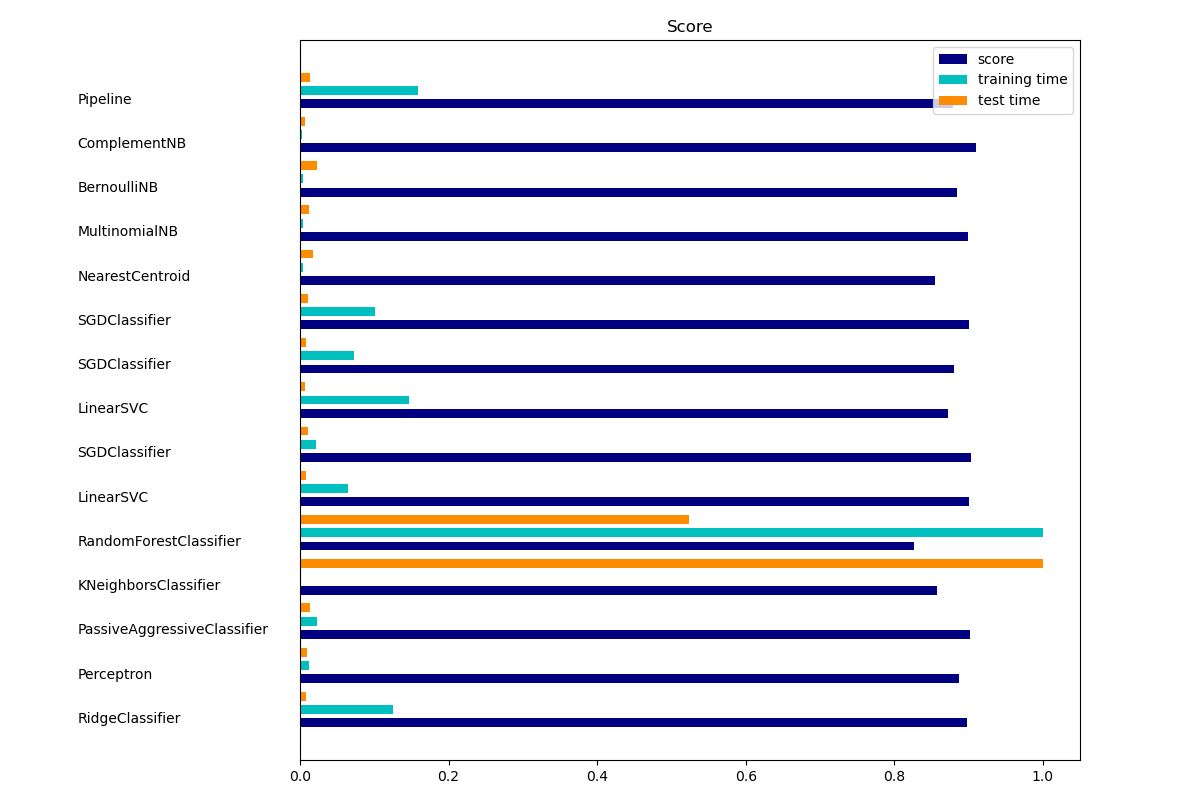 Score
score
training time
test time
Pipeline
ComplementNB
BernoulliNB
MultinomialNB
NearestCentroid
SGDClassifier
SGDClassifier
LinearSVC
SGDClassifier
LinearSVC
RandomForestClassifier
KNeighborsClassifier
PassiveAggressiveClassifier
Perceptron
RidgeClassifier
0.0 0.2 0.4 0.6 0.8 1.0